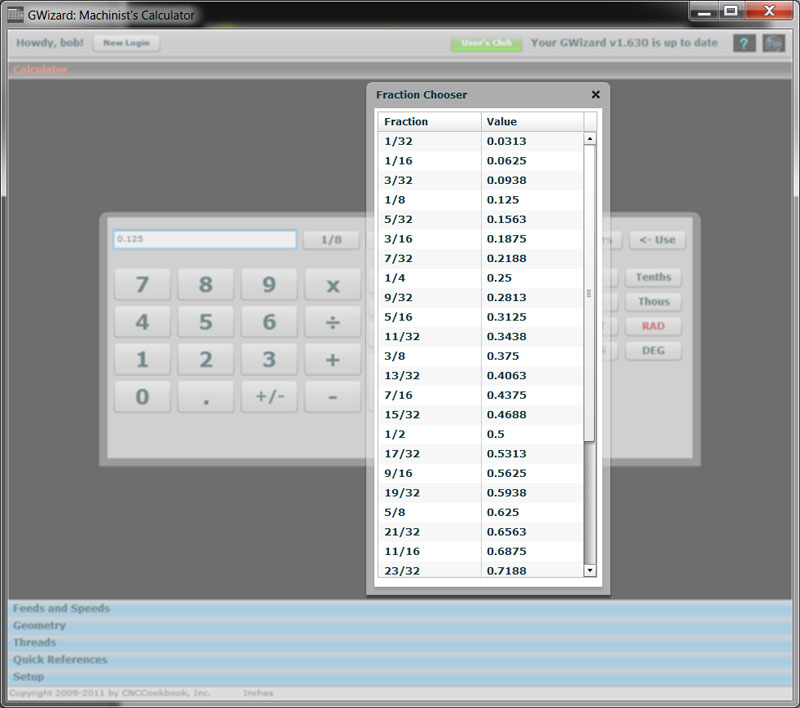 GWizard: Machinist's Calculator
Howdy, bob! New Login User's Club Your GWizard v1.630 is up to date ?
Calculator
Fraction Chooser
Fraction Value
1/32 0.0313
1/16 0.0625
3/32 0.0938
1/8 0.125
5/32 0.1563
3/16 0.1875
7/32 0.2188
1/4 0.25
9/32 0.2813
5/16 0.3125
11/32 0.3438
3/8 0.375
13/32 0.4063
7/16 0.4375
15/32 0.4688
1/2 0.5
17/32 0.5313
9/16 0.5625
19/32 0.5938
5/8 0.625
21/32 0.6563
11/16 0.6875
23/32 0.7188
0.125 1/8 <- Use
7 8 9 x Tenths
Thous
4 5 6 ÷ RAD
1 2 3 + DEG
0 . +/- -
Feeds and Speeds
Geometry
Threads
Quick References
Setup
Copyright 2009-2011 by CNCCookbook, Inc. Inches